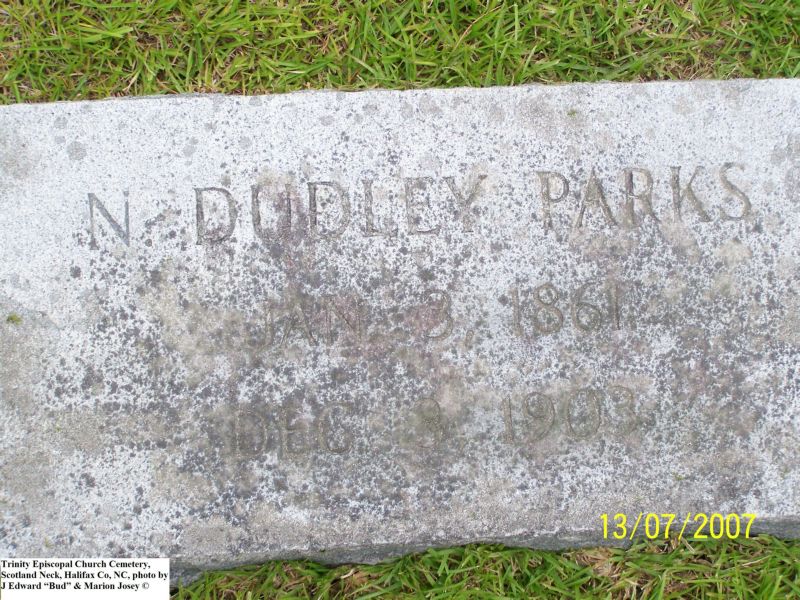 N DUDLEY PARKS
JAN 3, 1861
DEC 9, 1903
13/07/2007
Trinity Episcopal Church Cemetery,
Scotland Neck, Halifax Co, NC, photo by
J Edward “Bud” & Marion Josey ©